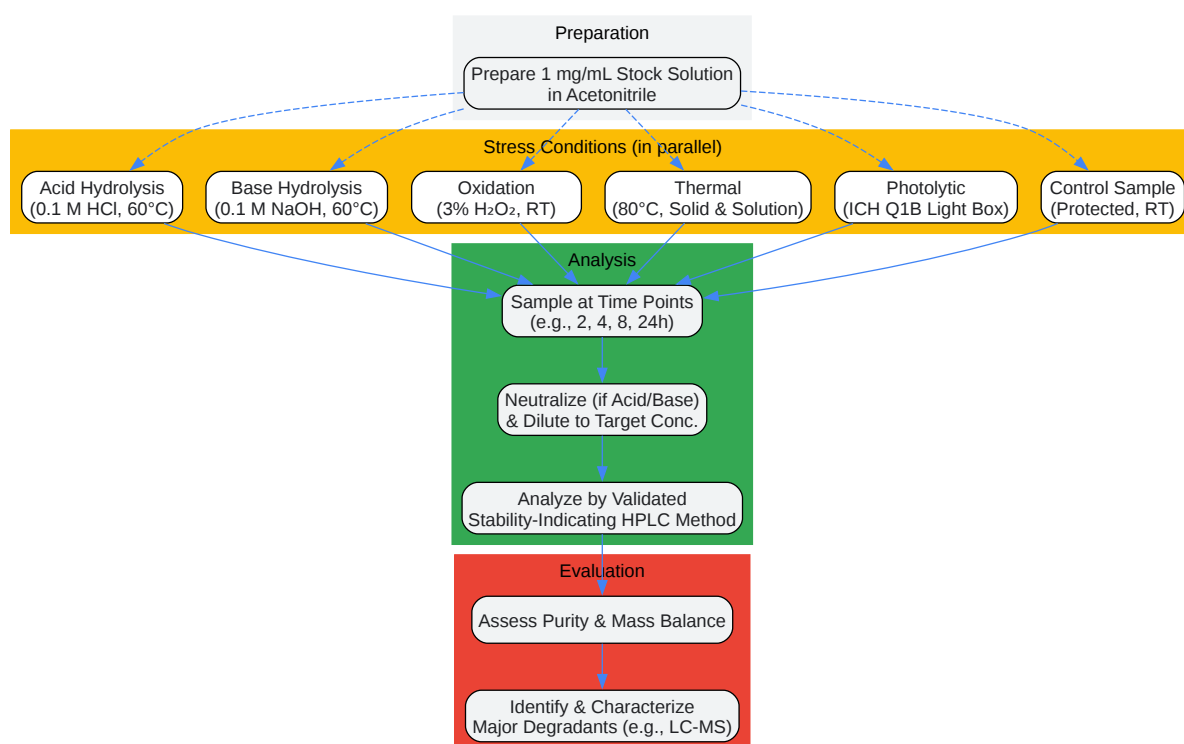 Preparation
Prepare 1 mg/mL Stock Solution
in Acetonitrile
Stress Conditions (in parallel)
Acid Hydrolysis
(0.1 M HCl, 60°C)
Base Hydrolysis
(0.1 M NaOH, 60°C)
Oxidation
(3% H₂O₂, RT)
Thermal
(80°C, Solid & Solution)
Photolytic
(ICH Q1B Light Box)
Control Sample
(Protected, RT)
Analysis
Sample at Time Points
(e.g., 2, 4, 8, 24h)
Neutralize (if Acid/Base)
& Dilute to Target Conc.
Analyze by Validated
Stability-Indicating HPLC Method
Evaluation
Assess Purity & Mass Balance
Identify & Characterize
Major Degradants (e.g., LC-MS)